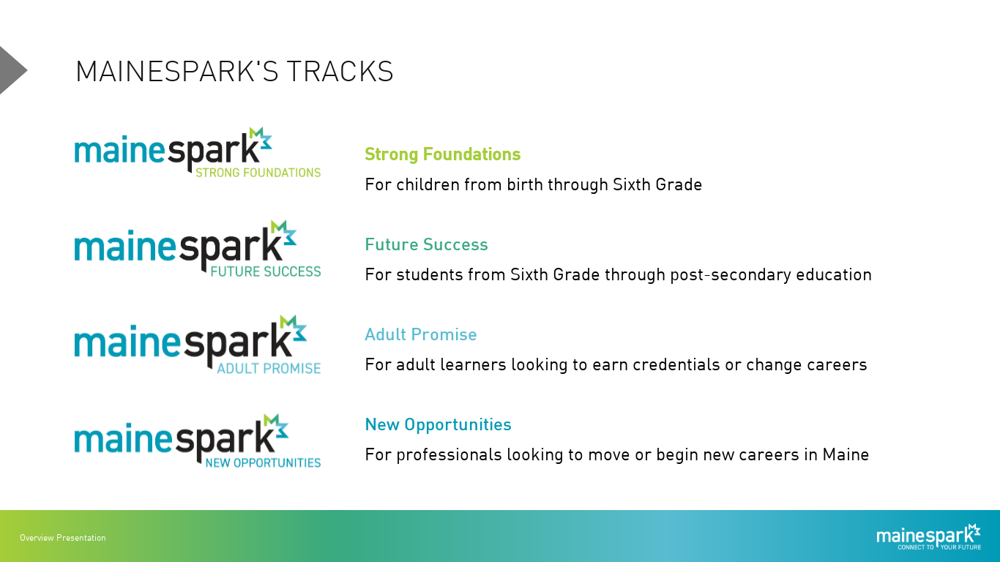 MAINESPARK'S TRACKS
mainespark
STRONG FOUNDATIONS
Strong Foundations
For children from birth through Sixth Grade
mainespark
FUTURE SUCCESS
Future Success
For students from Sixth Grade through post-secondary education
mainespark
ADULT PROMISE
Adult Promise
For adult learners looking to earn credentials or change careers
mainespark
NEW OPPORTUNITIES
New Opportunities
For professionals looking to move or begin new careers in Maine
Overview Presentation
mainespark
CONNECT TO YOUR FUTURE